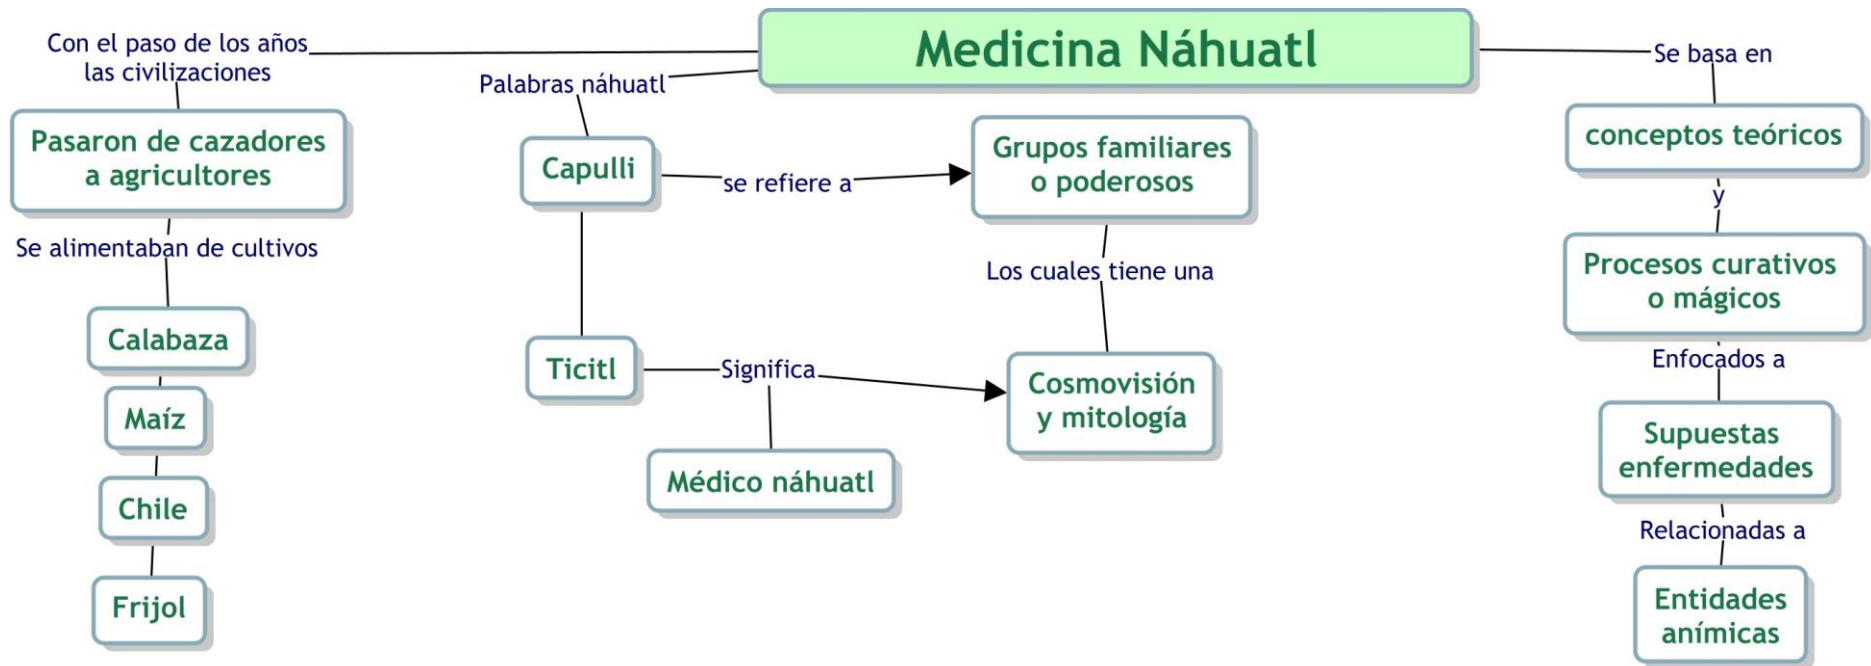 Medicina Náhuatl
Con el paso de los años
las civilizaciones
Pasaron de cazadores
a agricultores
Se alimentaban de cultivos
Calabaza
Maíz
Chile
Frijol
Palabras náhuatl
Capulli
se refiere a
Grupos familiares
o poderosos
Los cuales tiene una
Cosmovisión
y mitología
Ticitl
Significa
Médico náhuatl
Se basa en
conceptos teóricos
y
Procesos curativos
o mágicos
Enfocados a
Supuestas
enfermedades
Relacionadas a
Entidades
anímicas